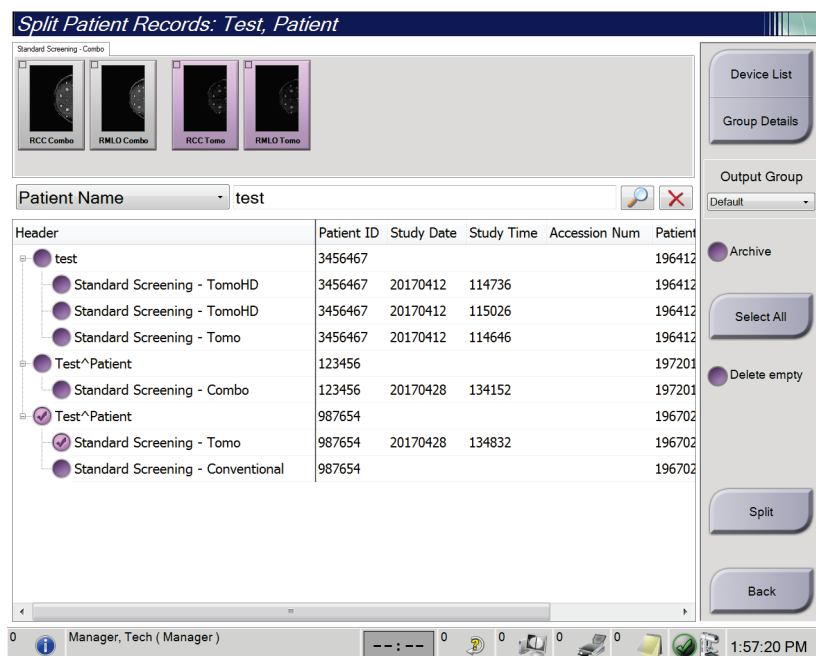 Split Patient Records: Test, Patient
Standard Screening - Combo
RCC Combo RMLO Combo RCC Tomo RMLO Tomo
Device List
Group Details
Output Group
Default
Patient Name test
Header Patient ID Study Date Study Time Accession Num Patient
test 3456467 196412
Standard Screening - TomoHD 3456467 20170412 114736 196412
Standard Screening - TomoHD 3456467 20170412 115026 196412
Standard Screening - Tomo 3456467 20170412 114646 196412
Test^Patient 123456 197201
Standard Screening - Combo 123456 20170428 134152 197201
Test^Patient 987654 196702
Standard Screening - Tomo 987654 20170428 134832 196702
Standard Screening - Conventional 987654 196702
Archive
Select All
Delete empty
Split
Back
0 Manager, Tech ( Manager ) --:-- 0 0 0 0 1:57:20 PM